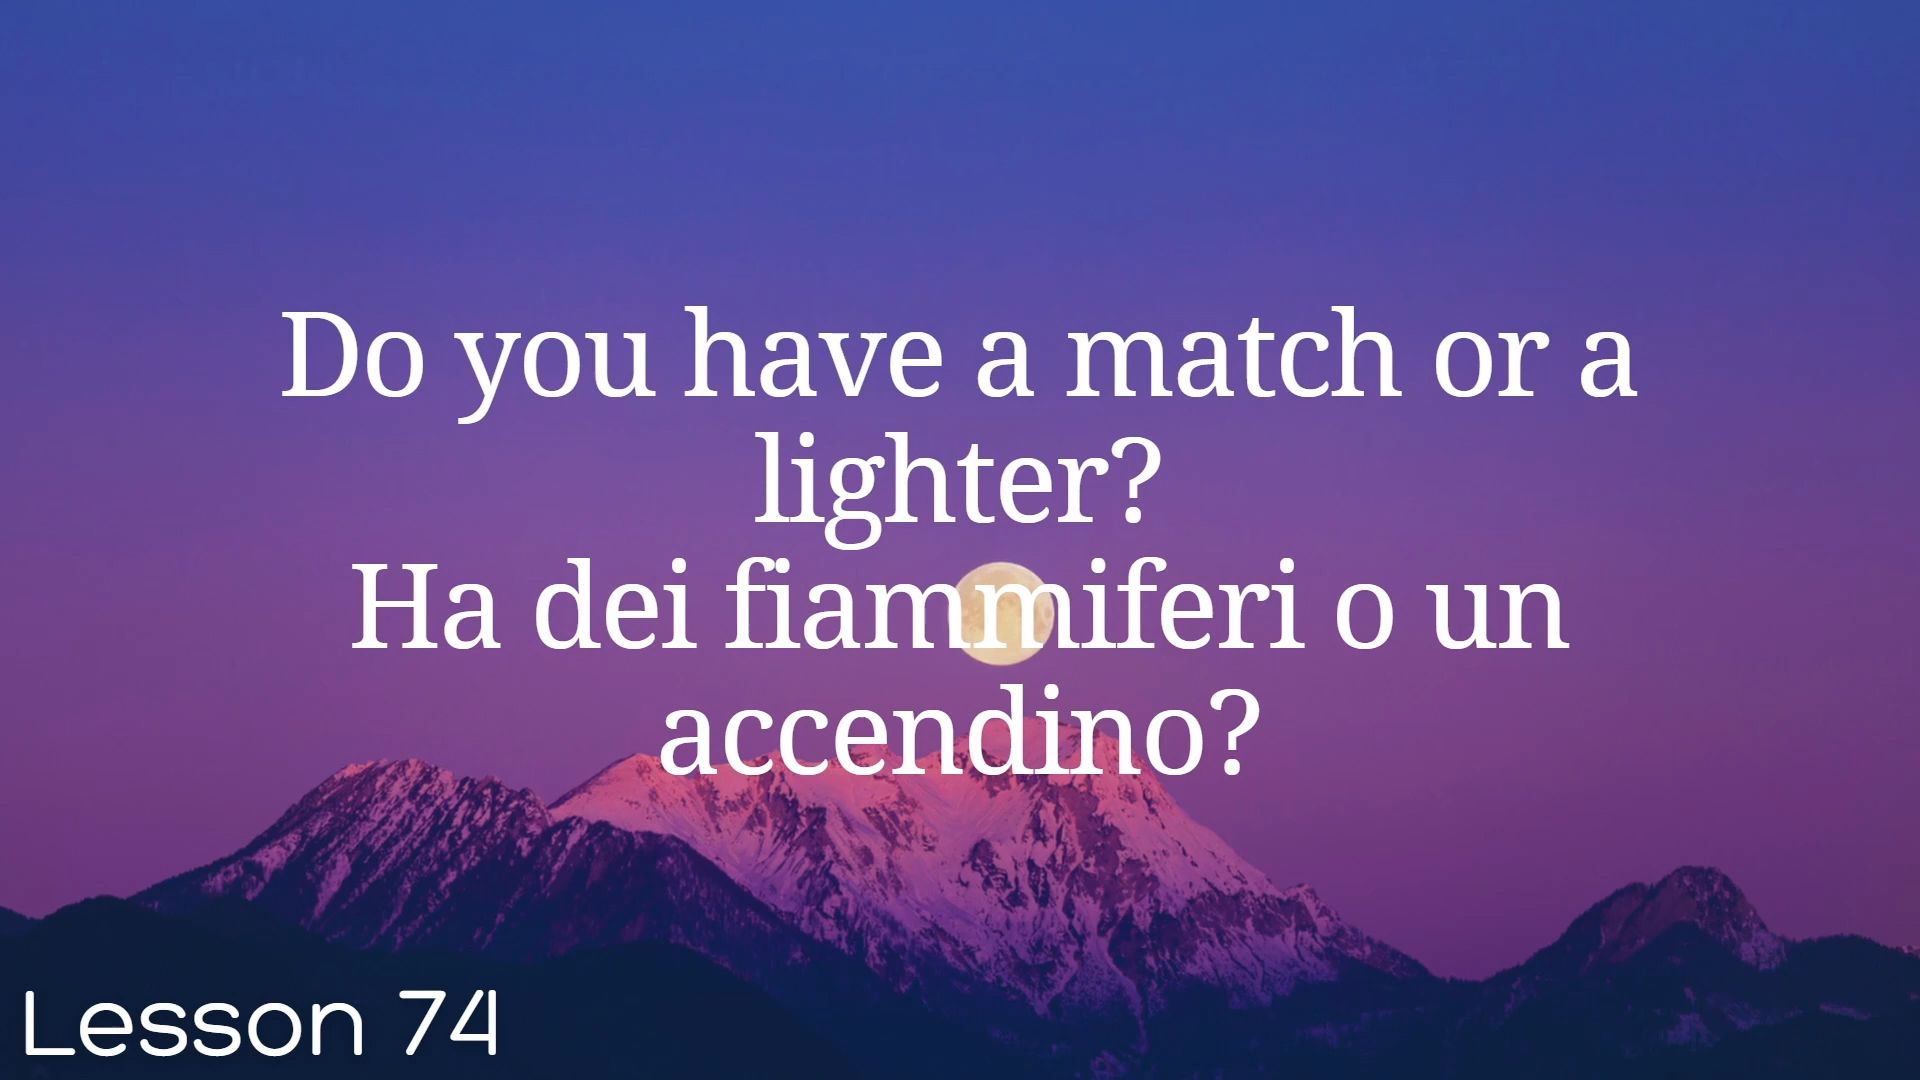 Do you have a match or a
lighter?
Ha dei fiammiferi o un
accendino?
Lesson 74